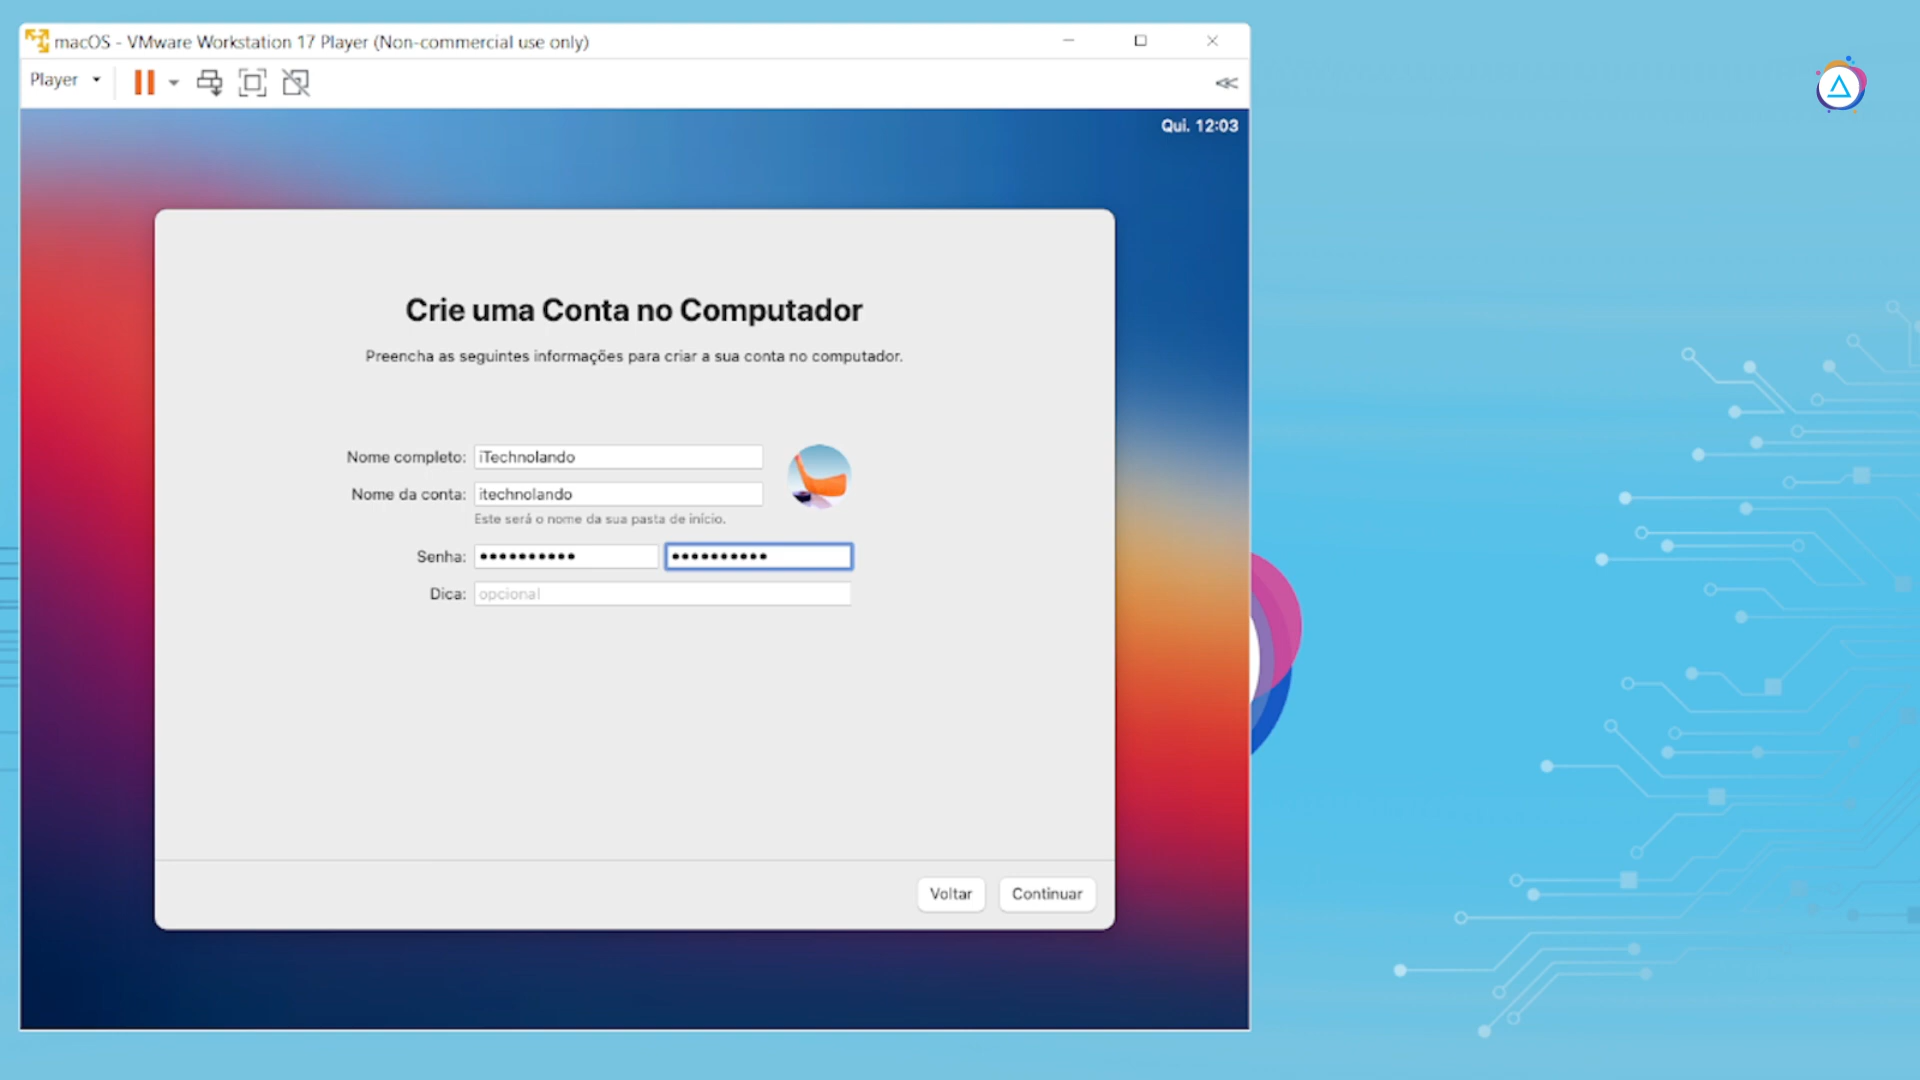 macOS - VMware Workstation 17 Player (Non-commercial use only)
Player
Qui. 12:03
Crie uma Conta no Computador
Preencha as seguintes informações para criar a sua conta no computador.
Nome completo: iTechnolando
Nome da conta: itechnolando
Este será o nome da sua pasta de início.
Senha: •••••••••• ••••••••••
Dica: opcional
Voltar Continuar